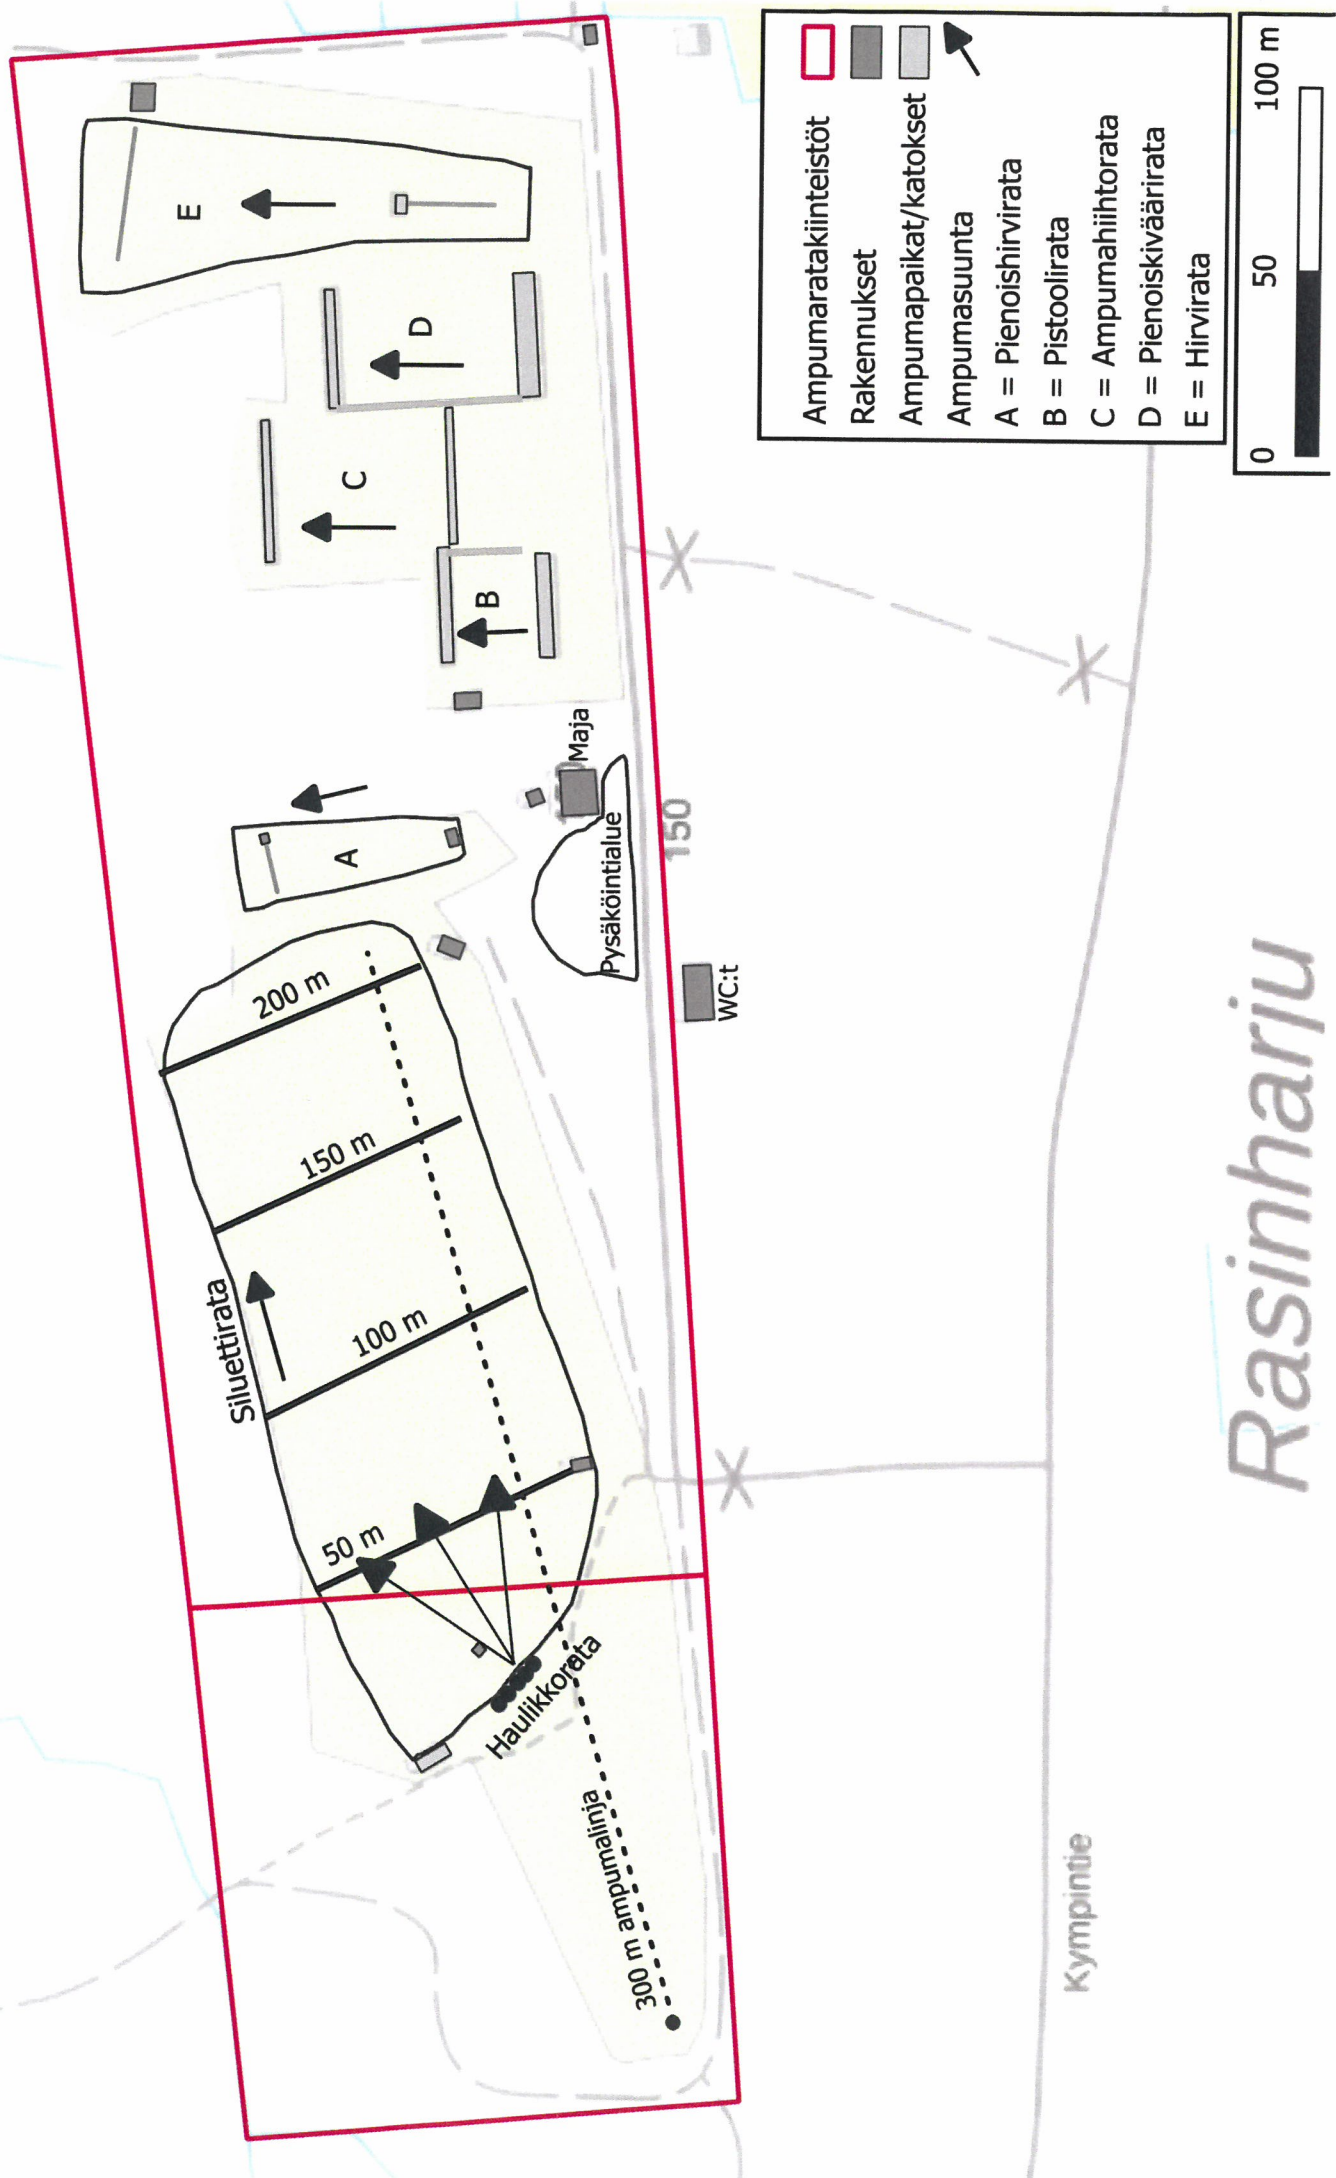 Siluettirata
50 m
100 m
150 m
200 m
Haulikkorata
300 m ampumalinja
A
B
C
D
E
Maja
Pysäköintialue
WC:t
150
Kympintie
Rasinharju
Ampumaratakiinteistöt
Rakennukset
Ampumapaikat/katokset
Ampumasuunta
A = Pienoishirvirata
B = Pistoolirata
C = Ampumahiihtorata
D = Pienoiskiväärirata
E = Hirvirata
0 50 100 m